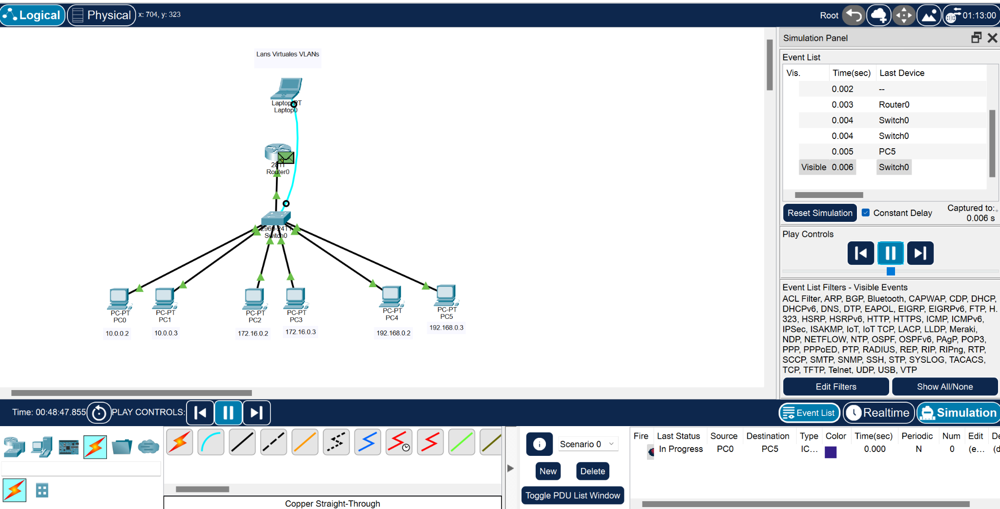 Logical
Physical
x: 704, y: 323
Root
01:13:00
Lans Virtuales VLANs
Laptop-PT
Laptop0
2811
Router0
2960-24TT
Switch0
PC-PT
PC0
10.0.0.2
PC-PT
PC1
10.0.0.3
PC-PT
PC2
172.16.0.2
PC-PT
PC3
172.16.0.3
PC-PT
PC4
192.168.0.2
PC-PT
PC5
192.168.0.3
Simulation Panel
Event List
Vis. Time(sec) Last Device
0.002 --
0.003 Router0
0.004 Switch0
0.004 Switch0
0.005 PC5
Visible 0.006 Switch0
Reset Simulation
Constant Delay
Captured to:
0.006 s
Play Controls
Event List Filters - Visible Events
ACL Filter, ARP, BGP, Bluetooth, CAPWAP, CDP, DHCP,
DHCPv6, DNS, DTP, EAPOL, EIGRP, EIGRPv6, FTP, H.
323, HSRP, HSRPv6, HTTP, HTTPS, ICMP, ICMPv6,
IPSec, ISAKMP, IoT, IoT TCP, LACP, LLDP, Meraki,
NDP, NETFLOW, NTP, OSPF, OSPFv6, PAgP, POP3,
PPP, PPPoED, PTP, RADIUS, REP, RIP, RIPng, RTP,
SCCP, SMTP, SNMP, SSH, STP, SYSLOG, TACACS,
TCP, TFTP, Telnet, UDP, USB, VTP
Edit Filters
Show All/None
Time: 00:48:47.855
PLAY CONTROLS:
Event List
Realtime
Simulation
Copper Straight-Through
Scenario 0
New
Delete
Toggle PDU List Window
Fire Last Status Source Destination Type Color Time(sec) Periodic Num Edit De
In Progress PC0 PC5 IC... 0.000 N 0 (e... (d